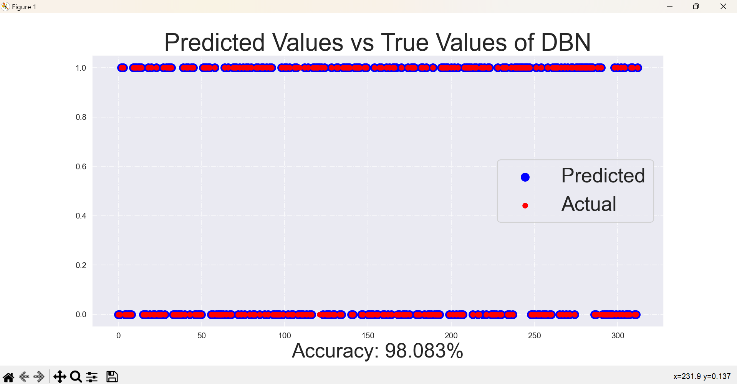 Figure 1
Predicted Values vs True Values of DBN
1.0
0.8
0.6
0.4
0.2
0.0
Predicted
Actual
0 50 100 150 200 250 300
Accuracy: 98.083%
x=231.9 y=0.137